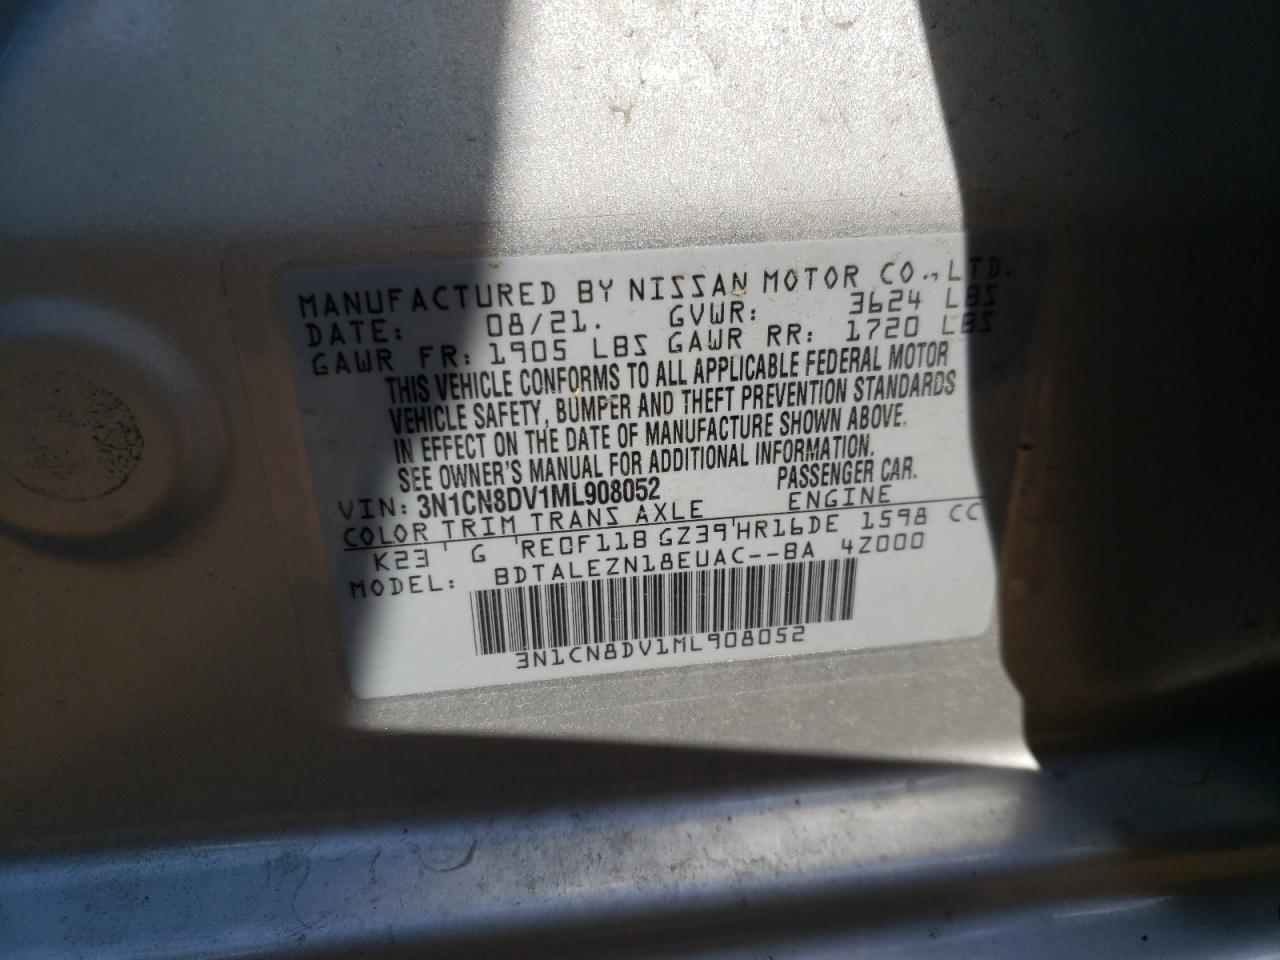 MANUFACTURED BY NISSAN MOTOR CO., LTD.
DATE: 08/21. GVWR: 3624 LBS
GAWR FR: 1905 LBS GAWR RR: 1720 LBS
THIS VEHICLE CONFORMS TO ALL APPLICABLE FEDERAL MOTOR
VEHICLE SAFETY, BUMPER AND THEFT PREVENTION STANDARDS
IN EFFECT ON THE DATE OF MANUFACTURE SHOWN ABOVE.
SEE OWNER'S MANUAL FOR ADDITIONAL INFORMATION.
VIN: 3N1CN8DV1ML908052 PASSENGER CAR.
COLOR TRIM TRANS AXLE ENGINE
K23 G RE0F11B GZ39 HR16DE 1598 CC
MODEL: BDTALEZN18EUAC--BA 4Z000
3N1CN8DV1ML908052